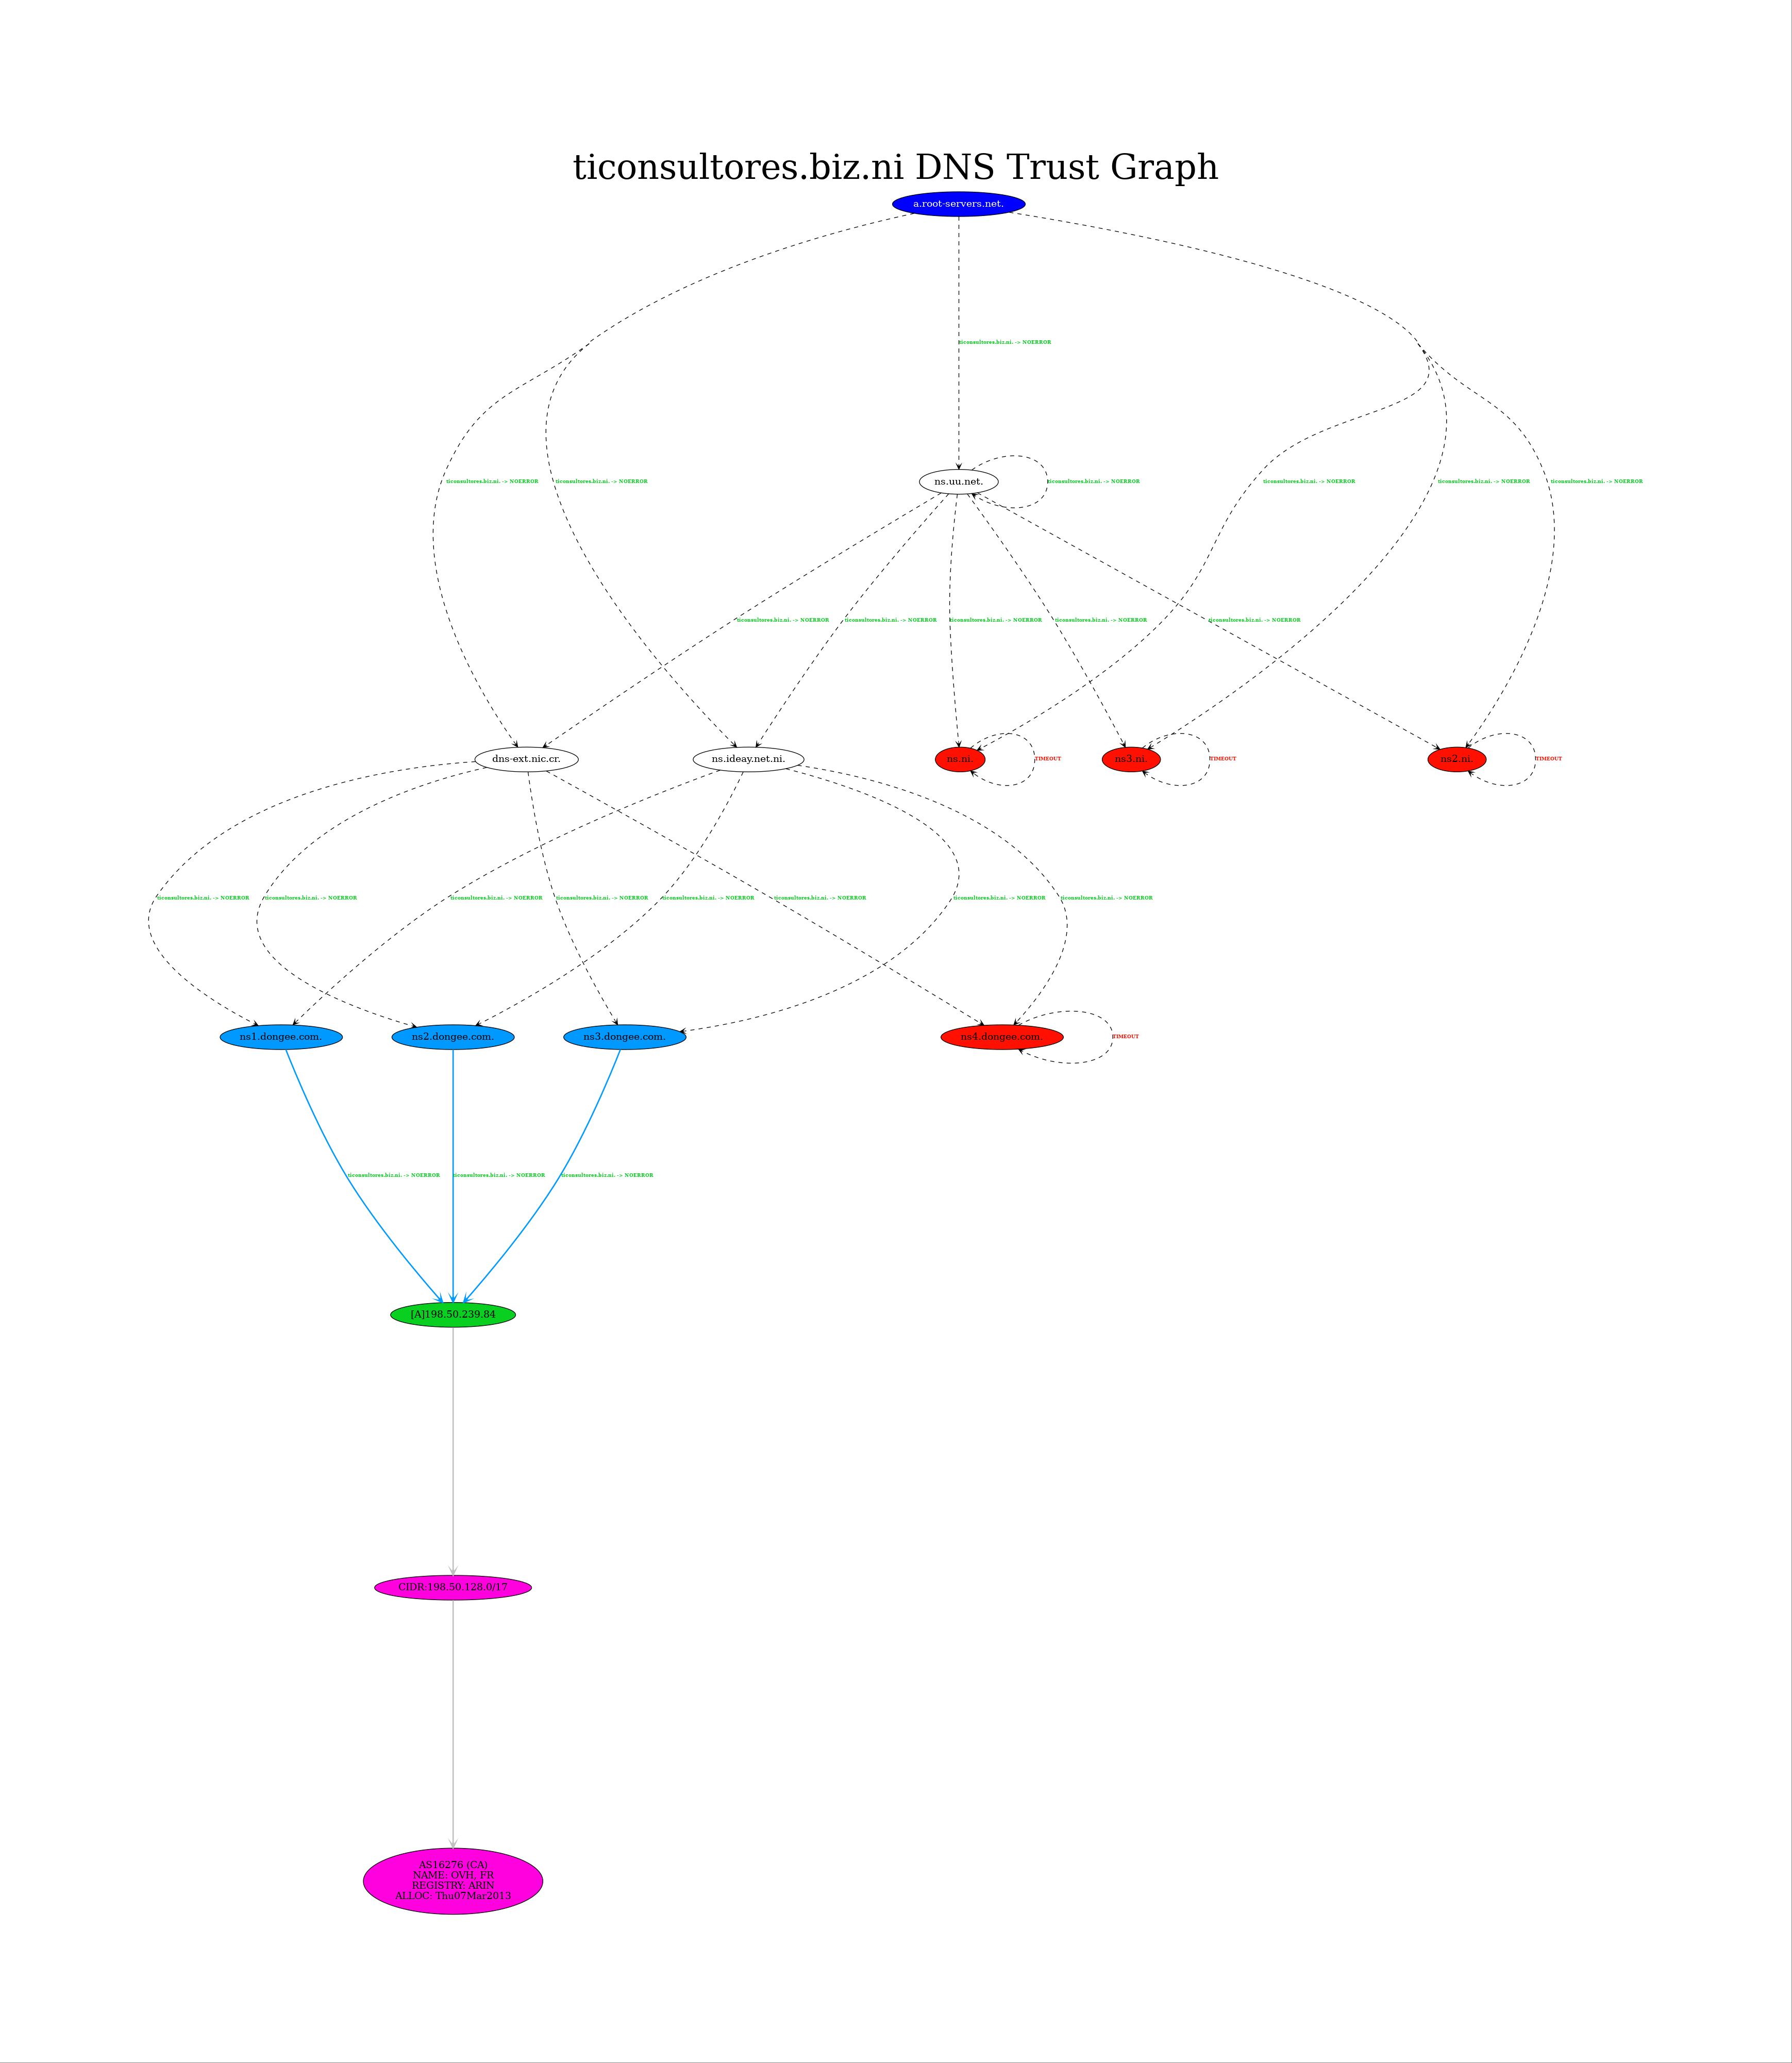 ticonsultores.biz.ni DNS Trust Graph
a.root-servers.net.
ticonsultores.biz.ni. -> NOERROR
ns.uu.net.
ticonsultores.biz.ni. -> NOERROR
ticonsultores.biz.ni. -> NOERROR
ticonsultores.biz.ni. -> NOERROR
ticonsultores.biz.ni. -> NOERROR
ticonsultores.biz.ni. -> NOERROR
ticonsultores.biz.ni. -> NOERROR
ticonsultores.biz.ni. -> NOERROR
ticonsultores.biz.ni. -> NOERROR
ticonsultores.biz.ni. -> NOERROR
ticonsultores.biz.ni. -> NOERROR
ticonsultores.biz.ni. -> NOERROR
dns-ext.nic.cr.
ns.ideay.net.ni.
ns.ni.
TIMEOUT
ns3.ni.
TIMEOUT
ns2.ni.
TIMEOUT
ticonsultores.biz.ni. -> NOERROR
ticonsultores.biz.ni. -> NOERROR
ticonsultores.biz.ni. -> NOERROR
ticonsultores.biz.ni. -> NOERROR
ticonsultores.biz.ni. -> NOERROR
ticonsultores.biz.ni. -> NOERROR
ticonsultores.biz.ni. -> NOERROR
ticonsultores.biz.ni. -> NOERROR
ns1.dongee.com.
ns2.dongee.com.
ns3.dongee.com.
ns4.dongee.com.
TIMEOUT
ticonsultores.biz.ni. -> NOERROR
ticonsultores.biz.ni. -> NOERROR
ticonsultores.biz.ni. -> NOERROR
[A]198.50.239.84
CIDR:198.50.128.0/17
AS16276 (CA)
NAME: OVH, FR
REGISTRY: ARIN
ALLOC: Thu07Mar2013